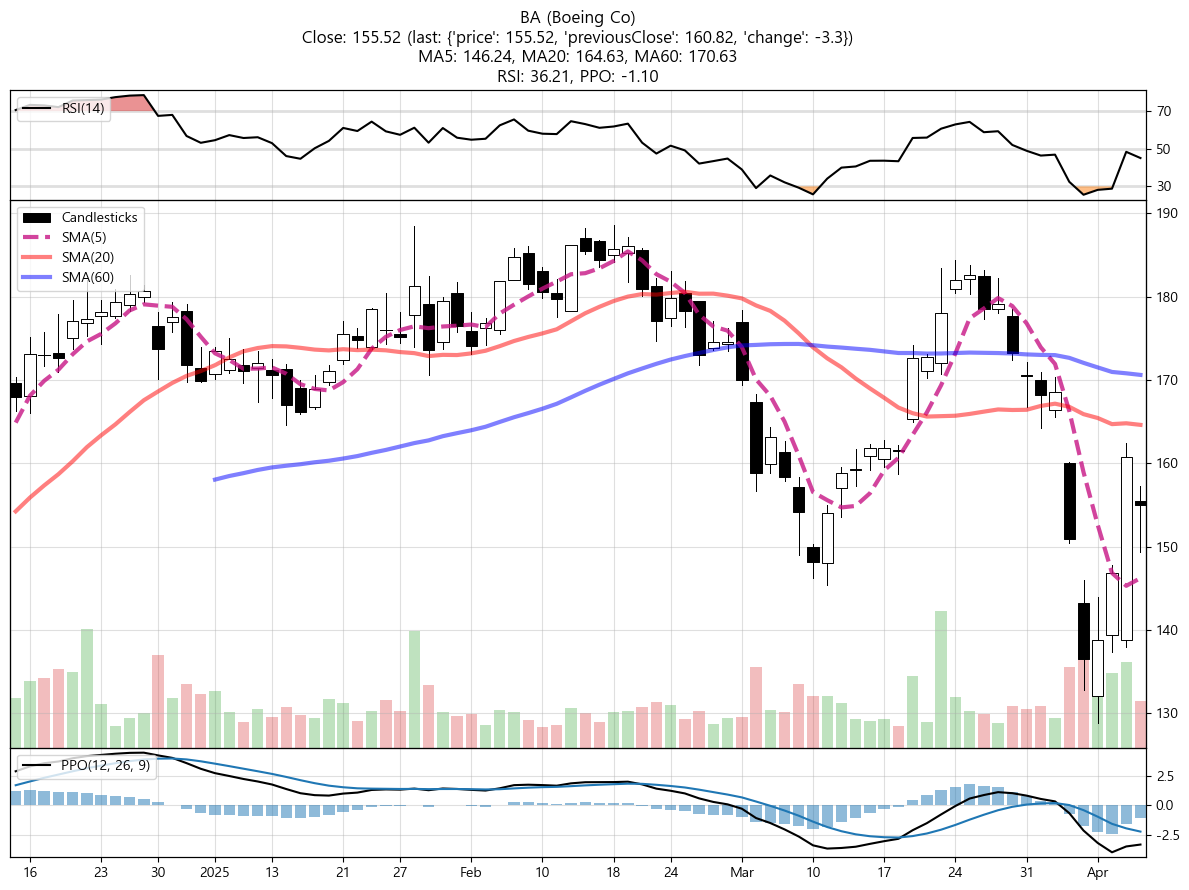 BA (Boeing Co)
Close: 155.52 (last: {'price': 155.52, 'previousClose': 160.82, 'change': -3.3})
MA5: 146.24, MA20: 164.63, MA60: 170.63
RSI: 36.21, PPO: -1.10
RSI(14)
70
50
30
Candlesticks
SMA(5)
SMA(20)
SMA(60)
190
180
170
160
150
140
130
PPO(12, 26, 9)
2.5
0.0
−2.5
16 23 30 2025 13 21 27 Feb 10 18 24 Mar 10 17 24 31 Apr